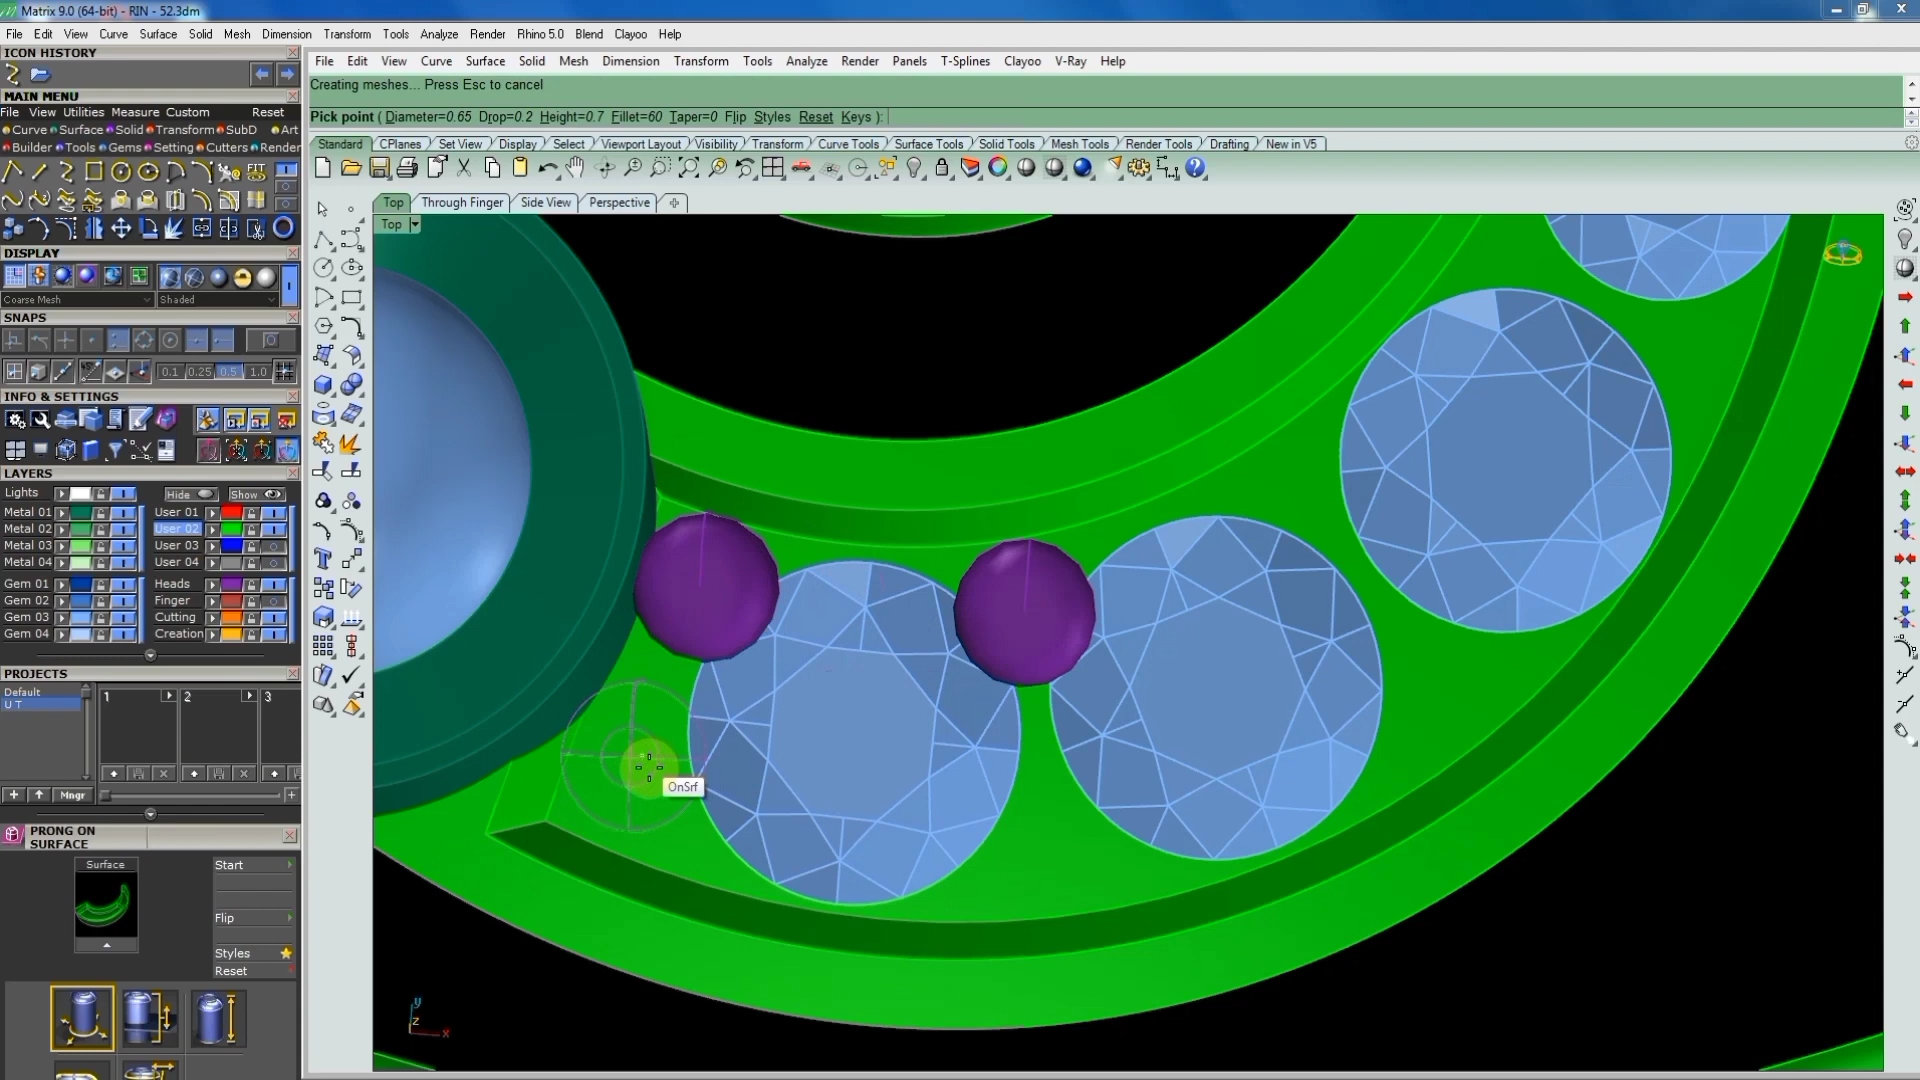 Matrix 9.0 (64-bit) - RIN - 52.3dm
File Edit View Curve Surface Solid Mesh Dimension Transform Tools Analyze Render Rhino 5.0 Blend Clayoo Help
ICON HISTORY
MAIN MENU
File View Utilities Measure Custom Reset
Curve Surface Solid Transform SubD Art
Builder Tools Gems Setting Cutters Render
DISPLAY
Coarse Mesh Shaded
SNAPS
0.1 0.25 0.5 1.0
INFO & SETTINGS
LAYERS
Lights Hide Show
Metal 01 User 01
Metal 02 User 02
Metal 03 User 03
Metal 04 User 04
Gem 01 Heads
Gem 02 Finger
Gem 03 Cutting
Gem 04 Creation
PROJECTS
Default 1 2 3
U T
Mngr
PRONG ON
SURFACE
Surface Start
Flip
Styles
Reset
File Edit View Curve Surface Solid Mesh Dimension Transform Tools Analyze Render Panels T-Splines Clayoo V-Ray Help
Creating meshes... Press Esc to cancel
Pick point ( Diameter=0.65 Drop=0.2 Height=0.7 Fillet=60 Taper=0 Flip Styles Reset Keys ):
Standard CPlanes Set View Display Select Viewport Layout Visibility Transform Curve Tools Surface Tools Solid Tools Mesh Tools Render Tools Drafting New in V5
Top Through Finger Side View Perspective
Top
OnSrf
y
z
x